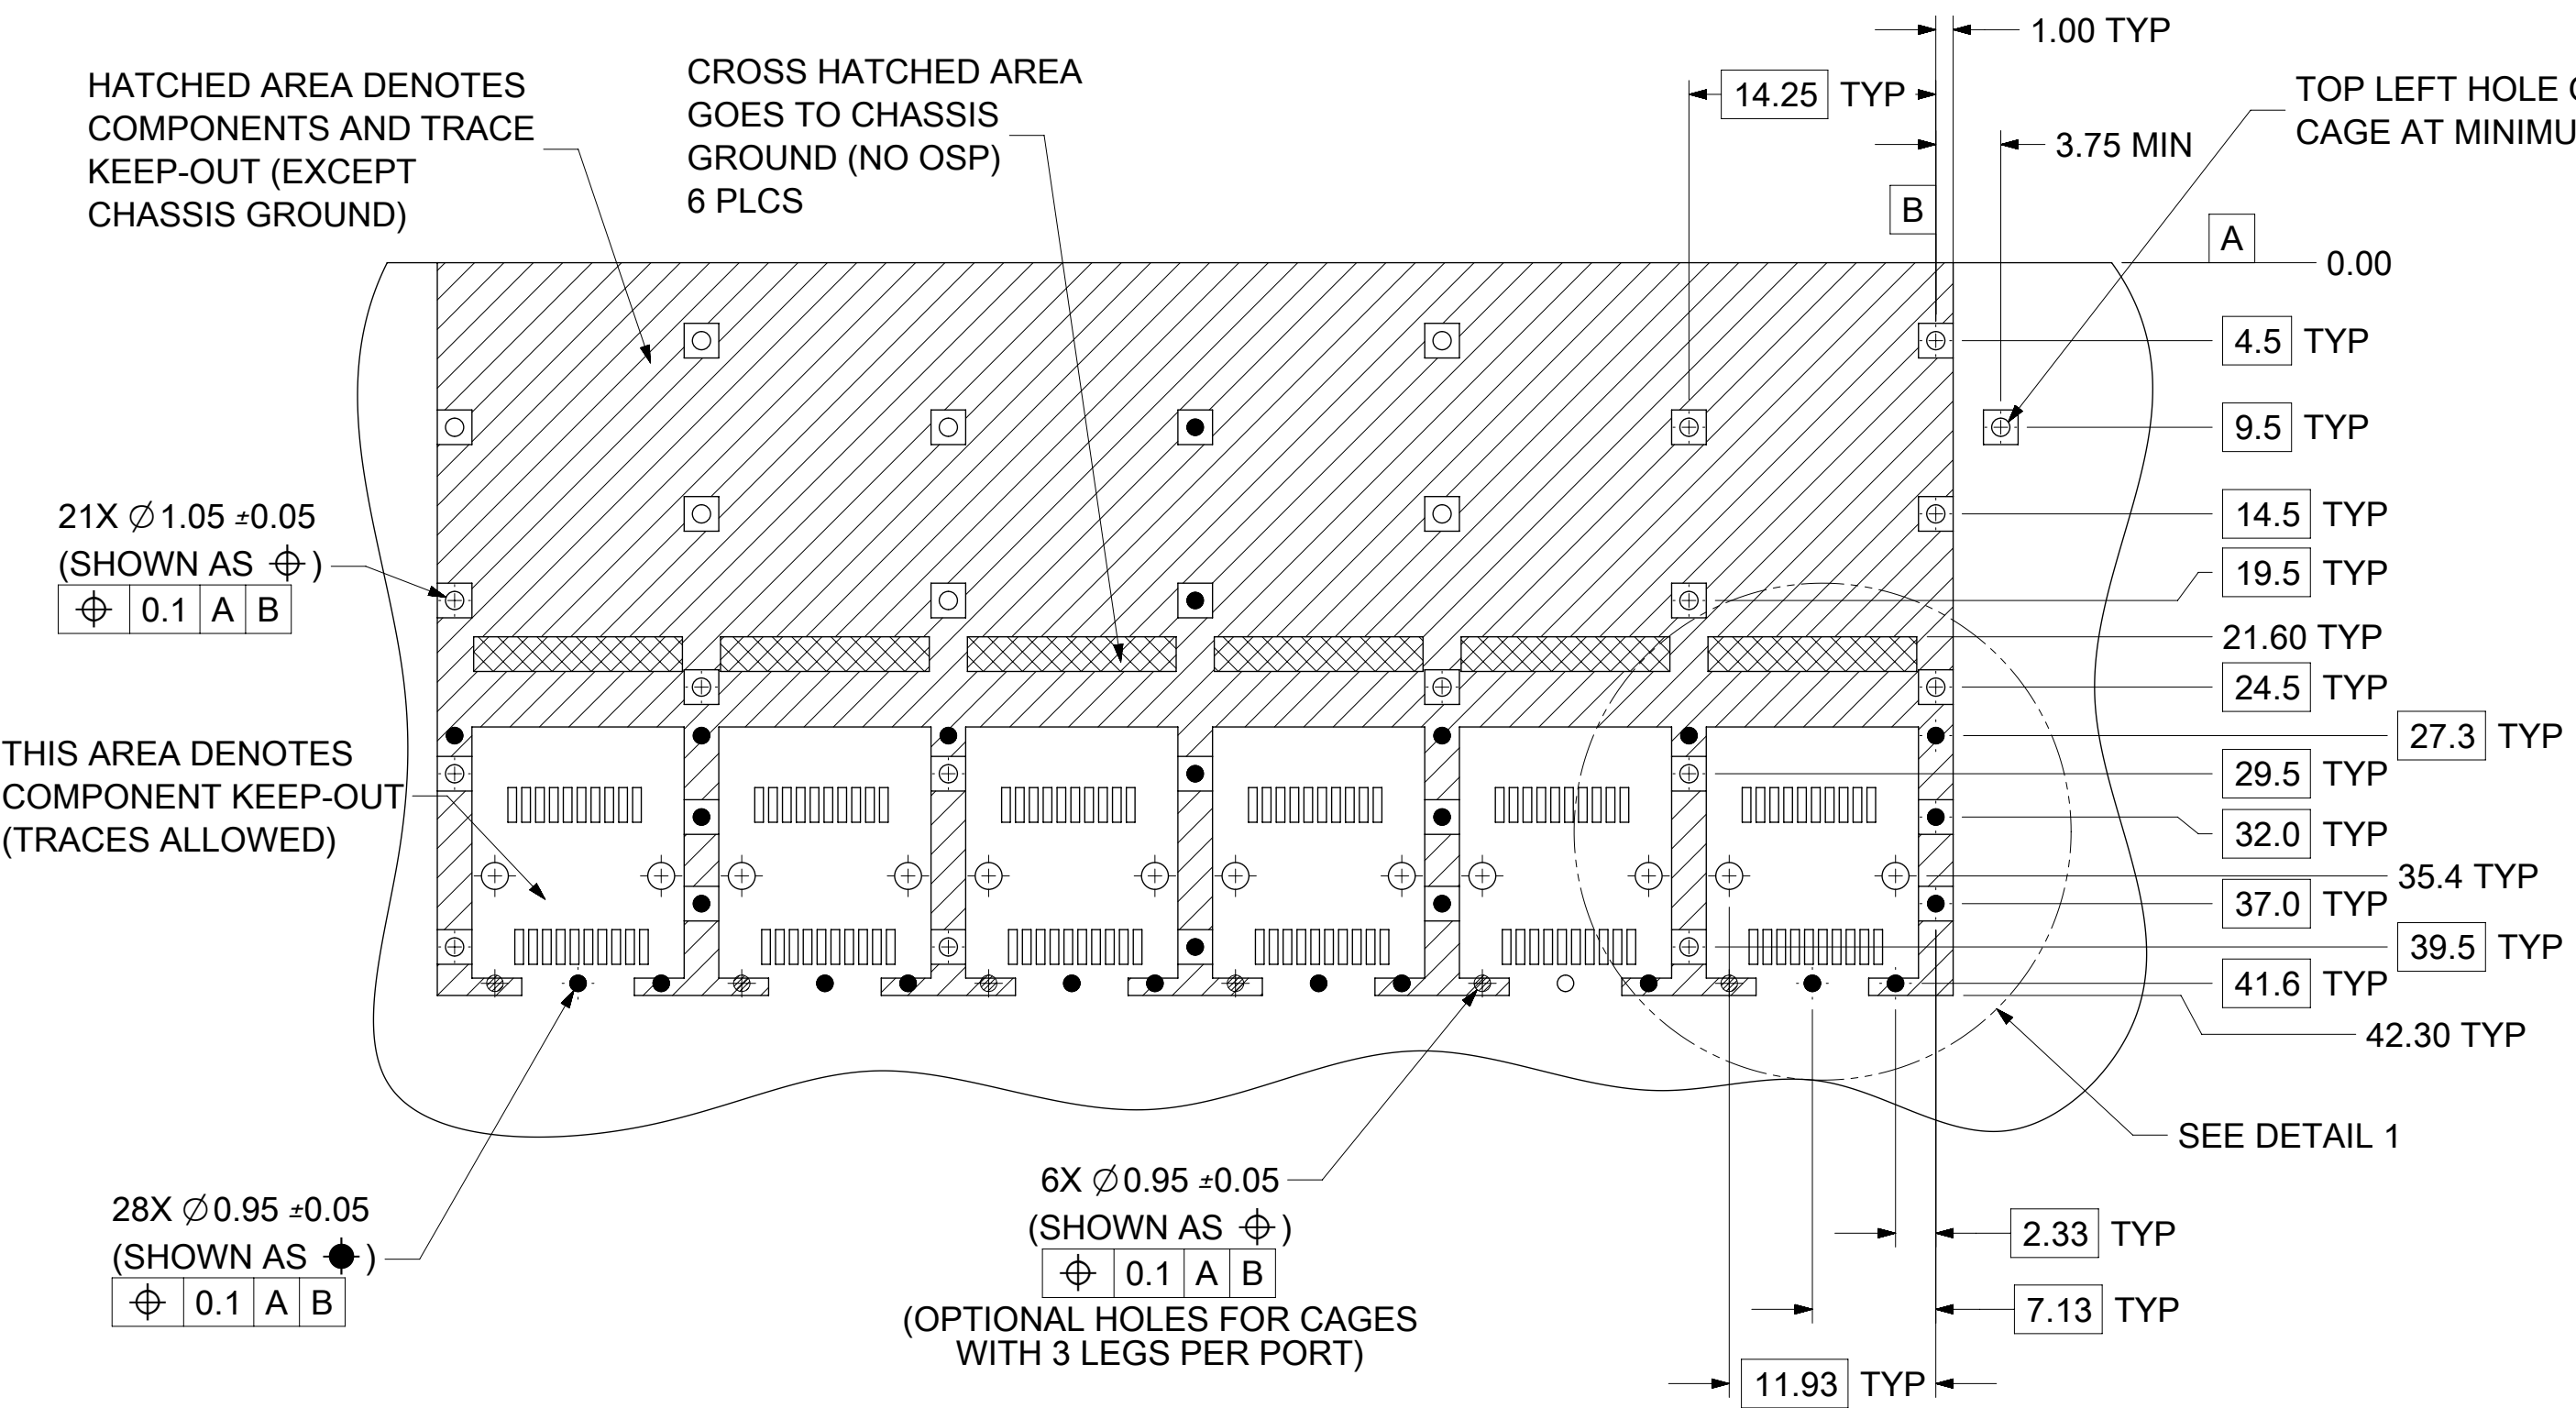 1.00 TYP
HATCHED AREA DENOTES
COMPONENTS AND TRACE
KEEP-OUT (EXCEPT
CHASSIS GROUND)
CROSS HATCHED AREA
GOES TO CHASSIS
GROUND (NO OSP)
6 PLCS
14.25 TYP
TOP LEFT HOLE
CAGE AT
3.75 MIN
B
A
0.00
4.5 TYP
9.5 TYP
14.5 TYP
19.5 TYP
21.60 TYP
24.5 TYP
27.3 TYP
29.5 TYP
32.0 TYP
35.4 TYP
37.0 TYP
39.5 TYP
41.6 TYP
42.30 TYP
21X ∅1.05 ±0.05
(SHOWN AS ⌖)
⌖ 0.1 A B
THIS AREA DENOTES
COMPONENT KEEP-OUT
(TRACES ALLOWED)
SEE DETAIL 1
28X ∅0.95 ±0.05
(SHOWN AS )
⌖ 0.1 A B
6X ∅0.95 ±0.05
(SHOWN AS ⌖)
⌖ 0.1 A B
(OPTIONAL HOLES FOR CAGES
WITH 3 LEGS PER PORT)
2.33 TYP
7.13 TYP
11.93 TYP